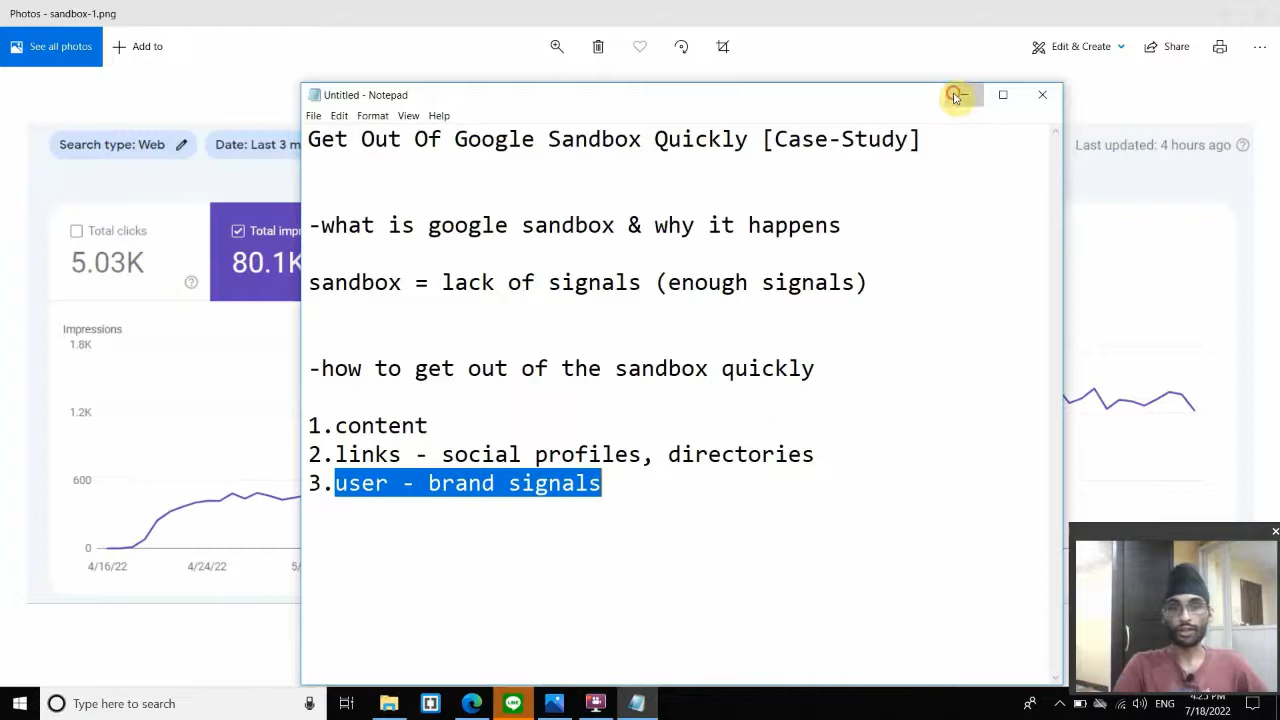 Photos - sandbox-1.png
See all photos
Add to
Edit & Create
Share
Untitled - Notepad
File Edit Format View Help
Search type: Web
Date: Last 3 m
Last updated: 4 hours ago
Total clicks
5.03K
Total imp
80.1K
Get Out Of Google Sandbox Quickly [Case-Study]
-what is google sandbox & why it happens
sandbox = lack of signals (enough signals)
-how to get out of the sandbox quickly
1.content
2.links - social profiles, directories
3.user - brand signals
Impressions
1.8K
1.2K
600
0
4/16/22
4/24/22
5/
Type here to search
ENG
4:25 PM
7/18/2022